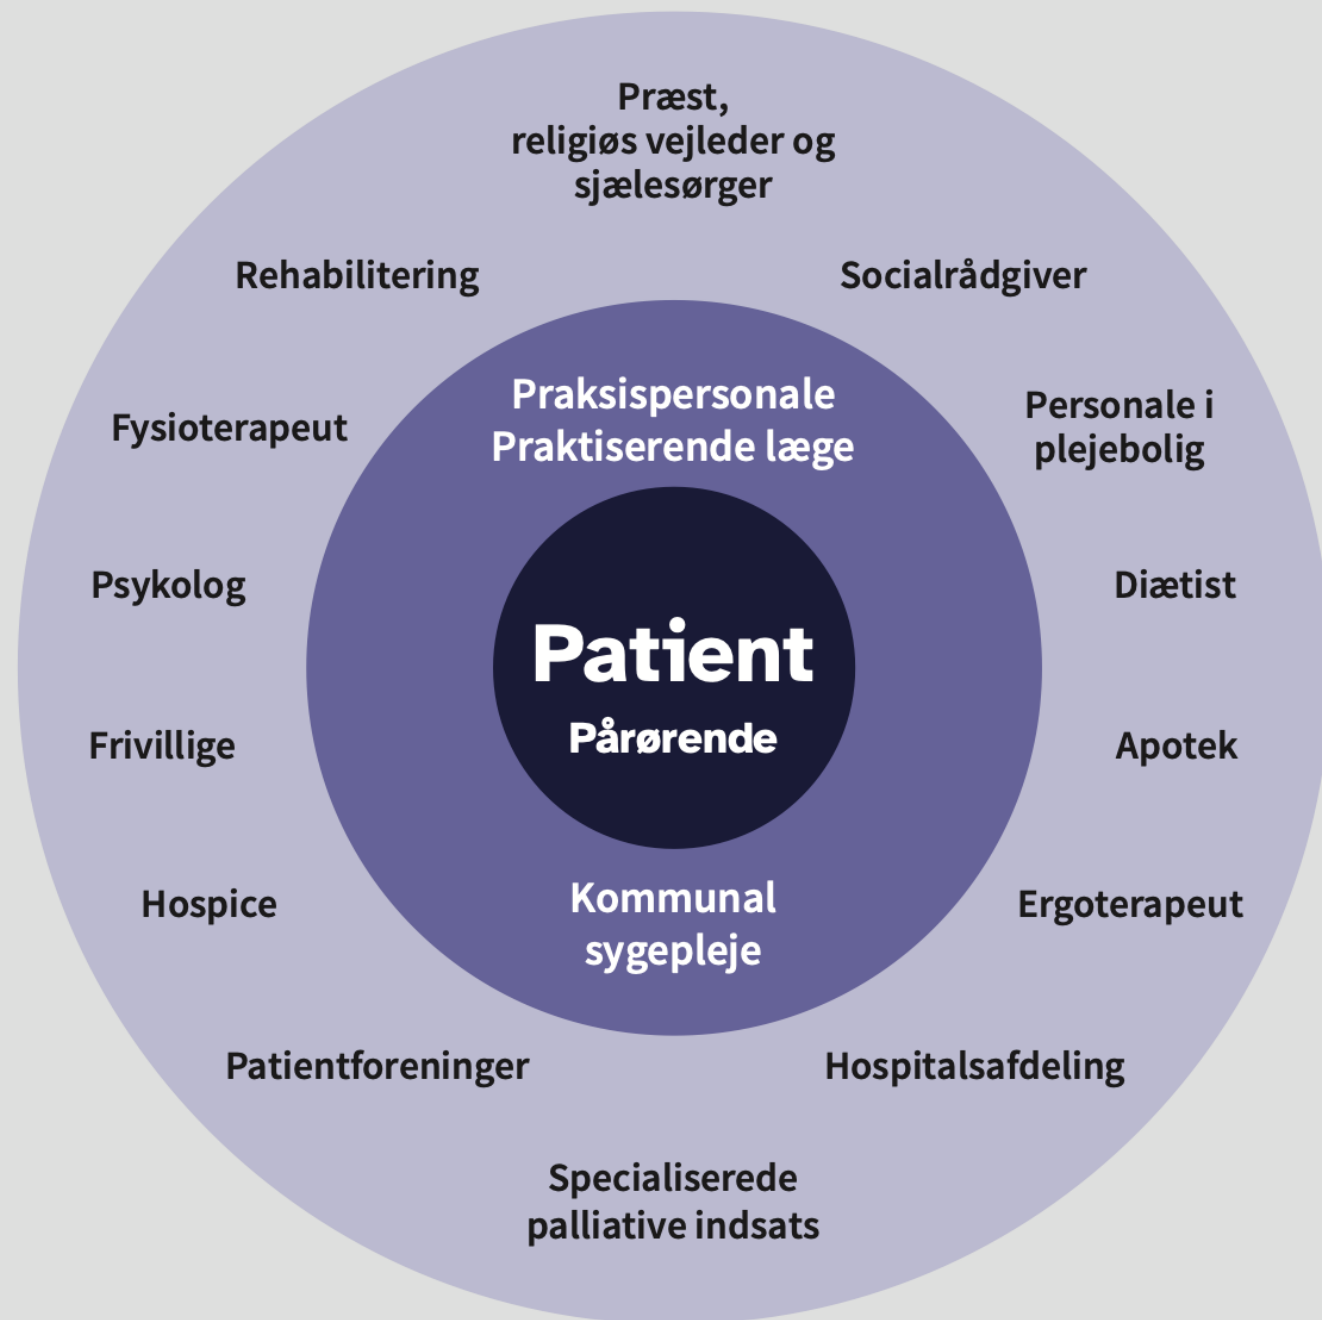 Præst,
religiøs vejleder og
sjælesørger
Rehabilitering
Socialrådgiver
Praksispersonale
Praktiserende læge
Personale i
plejebolig
Fysioterapeut
Psykolog
Diætist
Patient
Pårørende
Frivillige
Apotek
Kommunal
sygepleje
Hospice
Ergoterapeut
Patientforeninger
Hospitalsafdeling
Specialiserede
palliative indsats